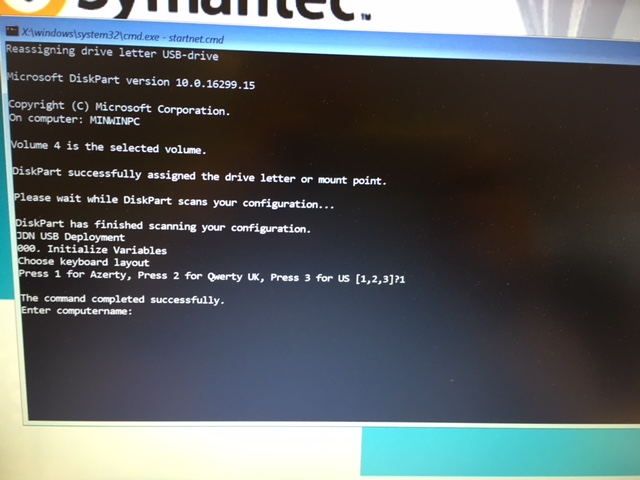 Symantec™
X:\windows\system32\cmd.exe - startnet.cmd
Reassigning drive letter USB-drive
Microsoft DiskPart version 10.0.16299.15
Copyright (C) Microsoft Corporation.
On computer: MINWINPC
Volume 4 is the selected volume.
DiskPart successfully assigned the drive letter or mount point.
Please wait while DiskPart scans your configuration...
DiskPart has finished scanning your configuration.
JDN USB Deployment
000. Initialize Variables
Choose keyboard layout
Press 1 for Azerty, Press 2 for Qwerty UK, Press 3 for US [1,2,3]?1
The command completed successfully.
Enter computername: